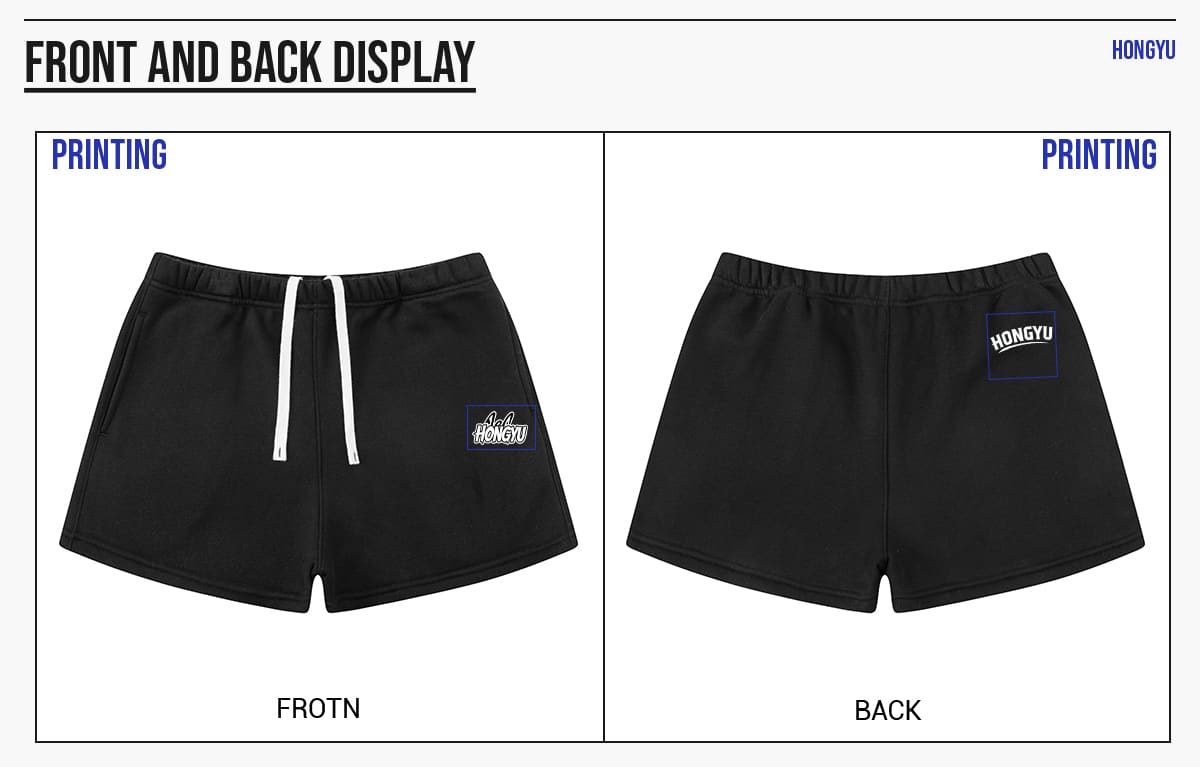 FRONT AND BACK DISPLAY
HONGYU
PRINTING
PRINTING
HONGYU
HONGYU
FROTN
BACK